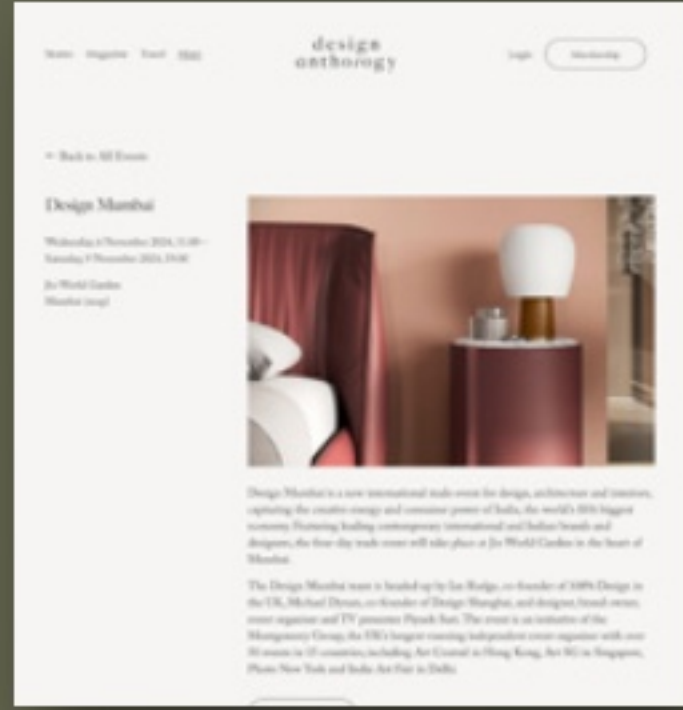 Stories Magazine Travel More
design
anthology
Login
Membership
← Back to All Events
Design Mumbai
Wednesday 6 November 2024, 11:00–
Saturday 9 November 2024, 19:00
Jio World Garden
Mumbai (map)
Design Mumbai is a new international trade event for design, architecture and interiors,
capturing the creative energy and consumer power of India, the world's fifth biggest
economy. Featuring leading contemporary international and Indian brands and
designers, the four-day trade event will take place at Jio World Garden in the heart of
Mumbai.
The Design Mumbai team is headed up by Ian Rudge, co-founder of 100% Design in
the UK, Michael Dynan, co-founder of Design Shanghai, and designer, brand owner,
event organiser and TV presenter Piyush Suri. The event is an initiative of the
Montgomery Group, the UK's longest running independent event organiser with over
50 events in 15 countries, including Art Central in Hong Kong, Art SG in Singapore,
Photo New York and India Art Fair in Delhi.